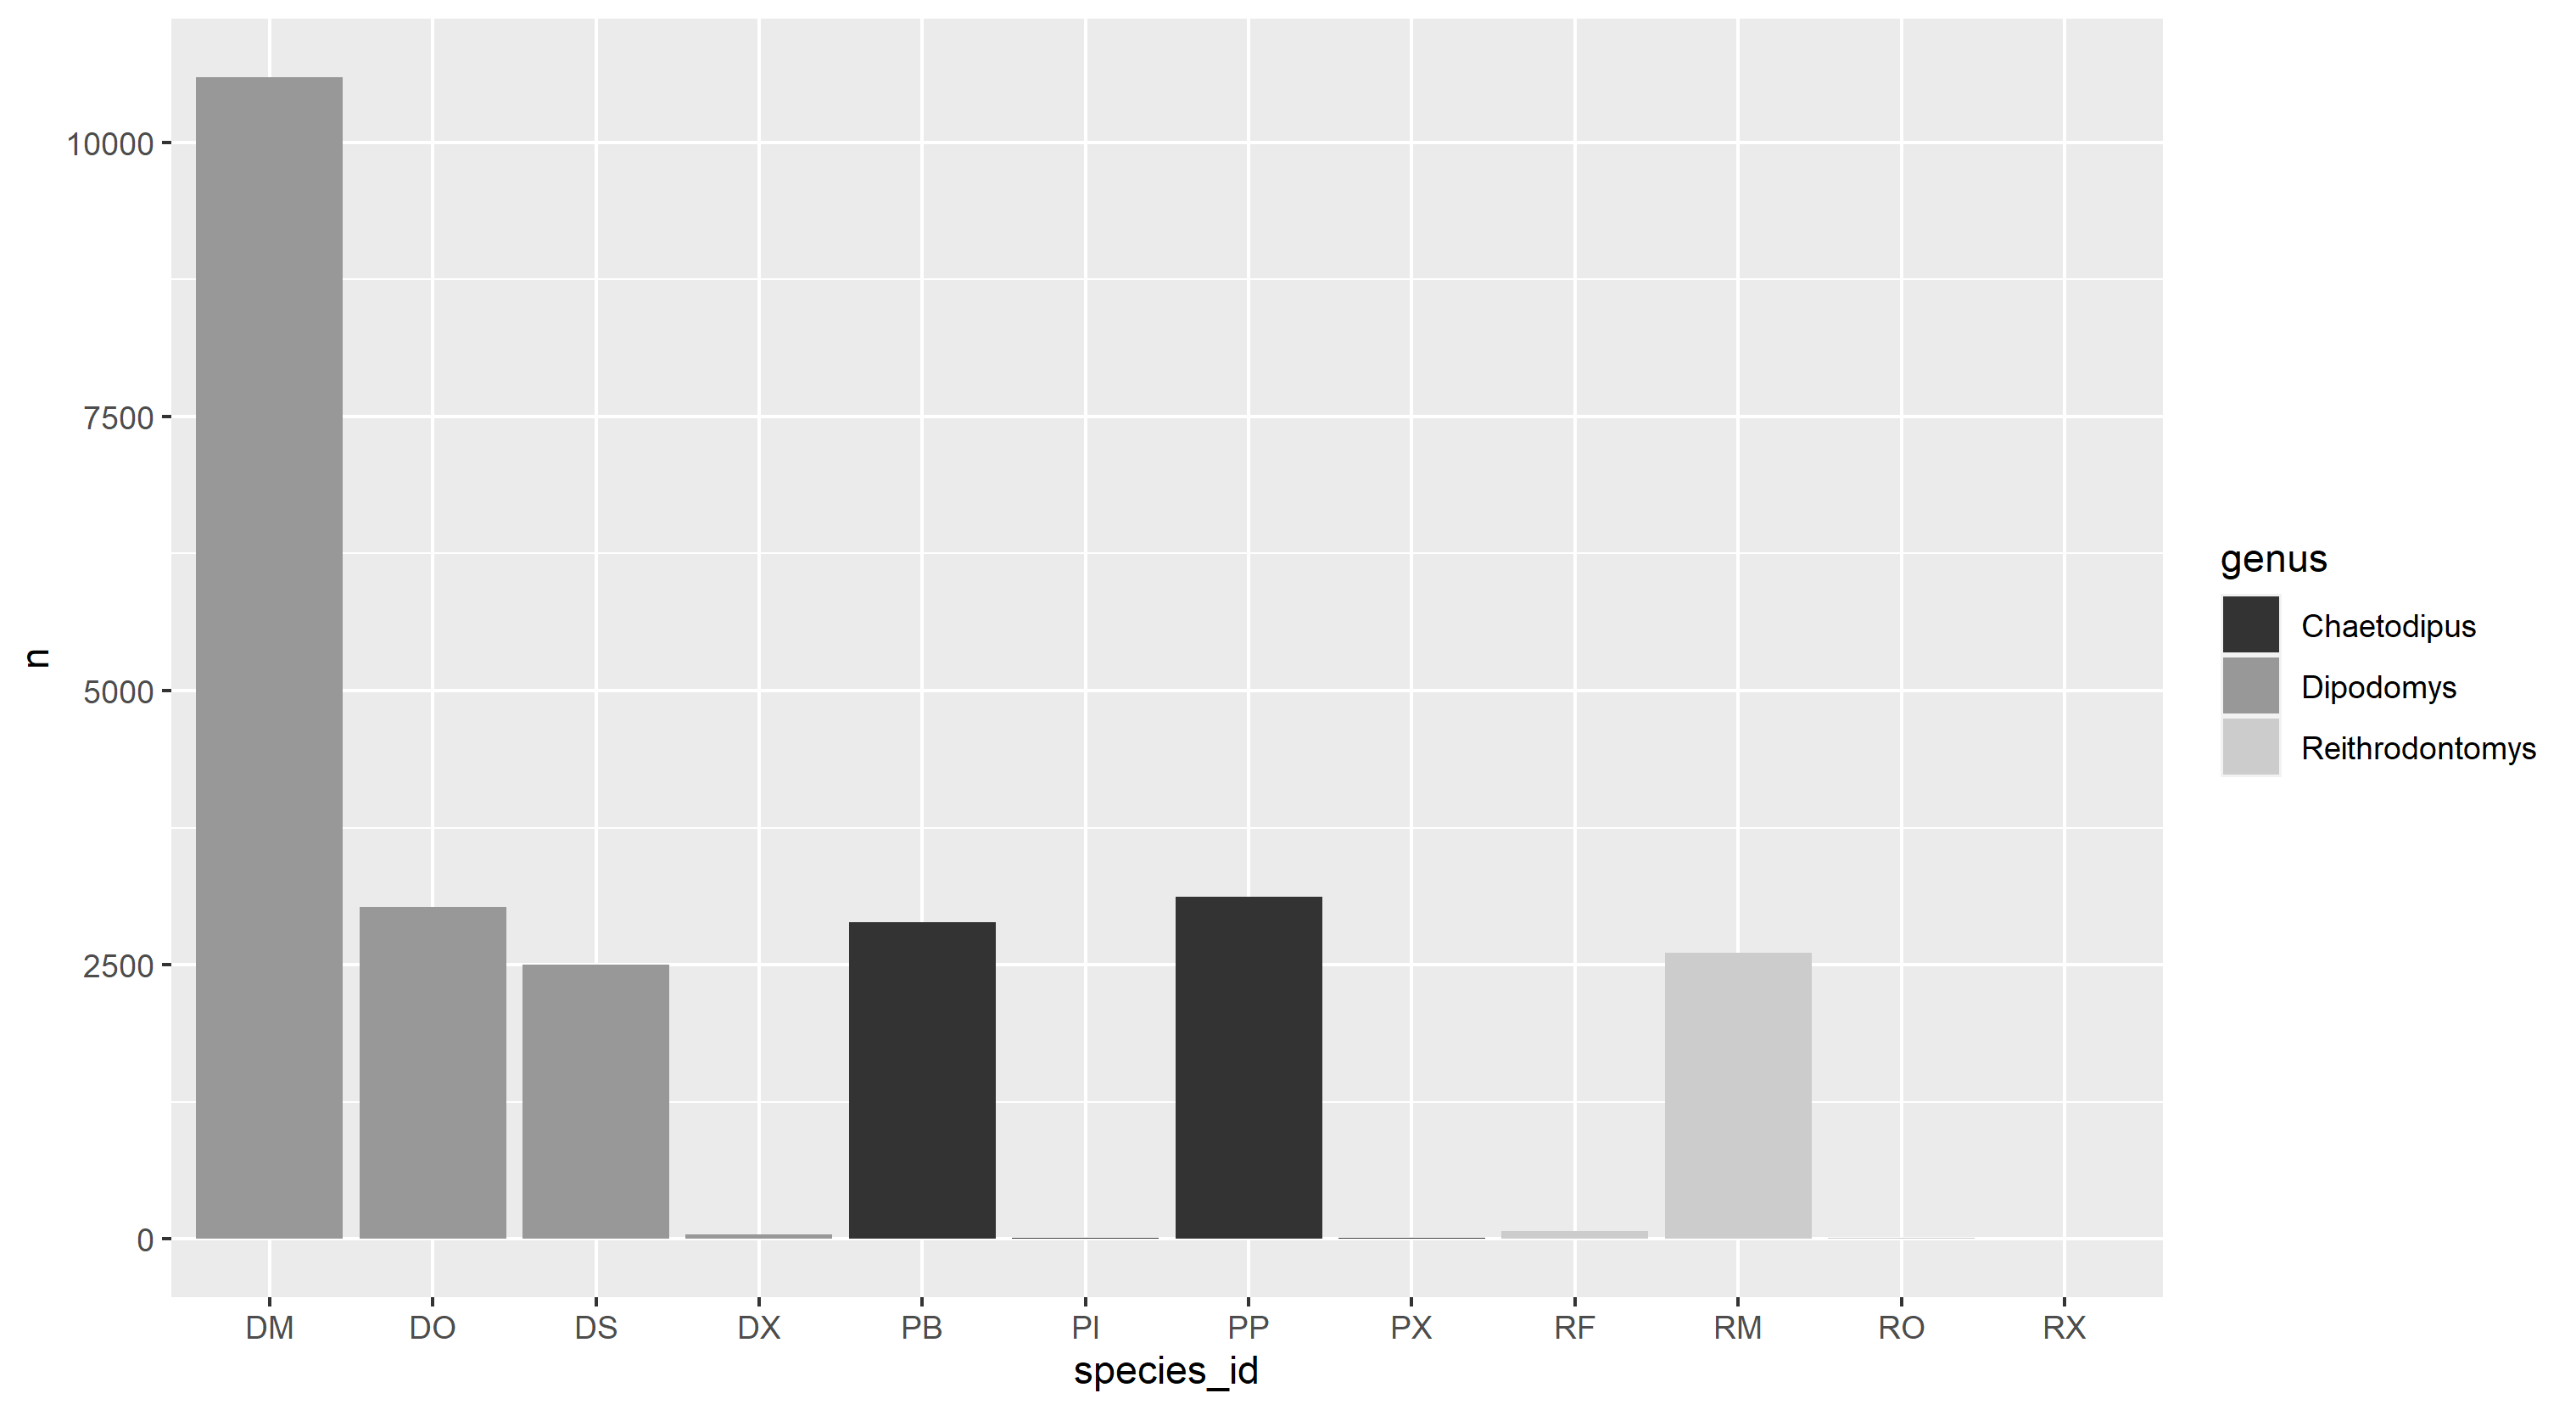 10000
7500
5000
2500
0
n
DM DO DS DX PB PI PP PX RF RM RO RX
species_id
genus
Chaetodipus
Dipodomys
Reithrodontomys